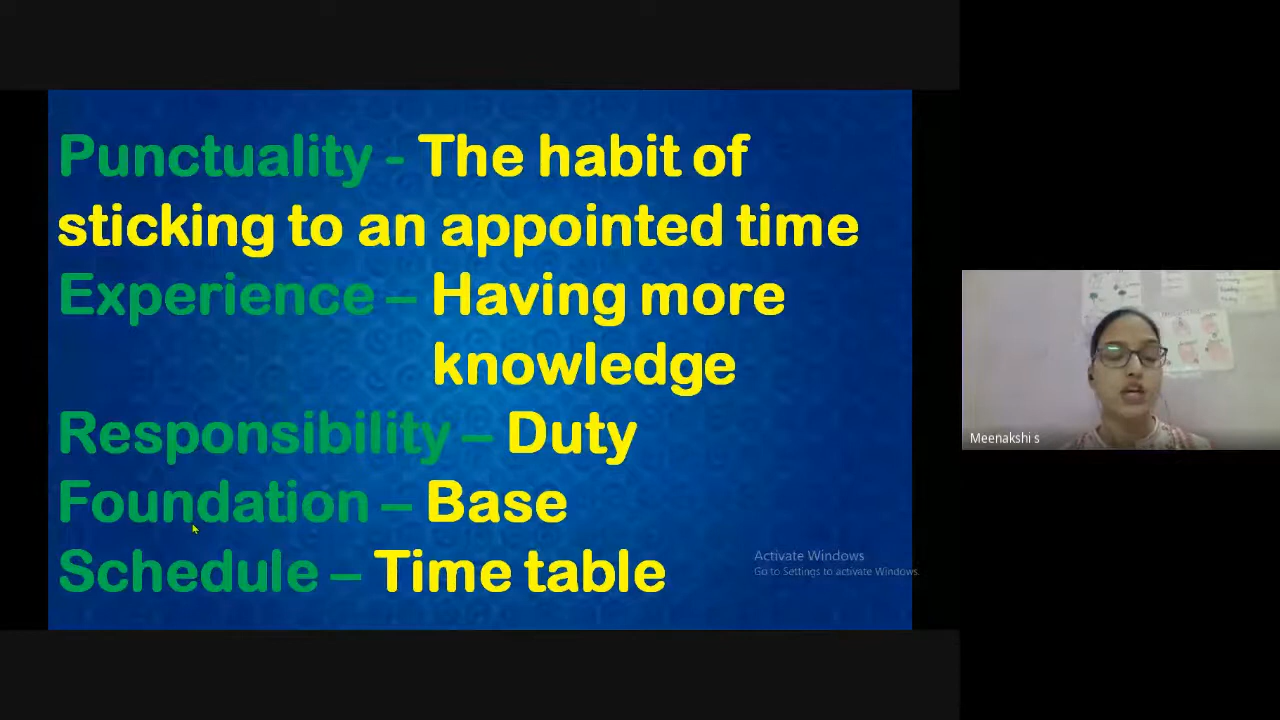 Punctuality - The habit of
sticking to an appointed time
Experience – Having more
knowledge
Responsibility – Duty
Foundation – Base
Schedule – Time table
Activate Windows
Go to Settings to activate Windows.
Meenakshi s